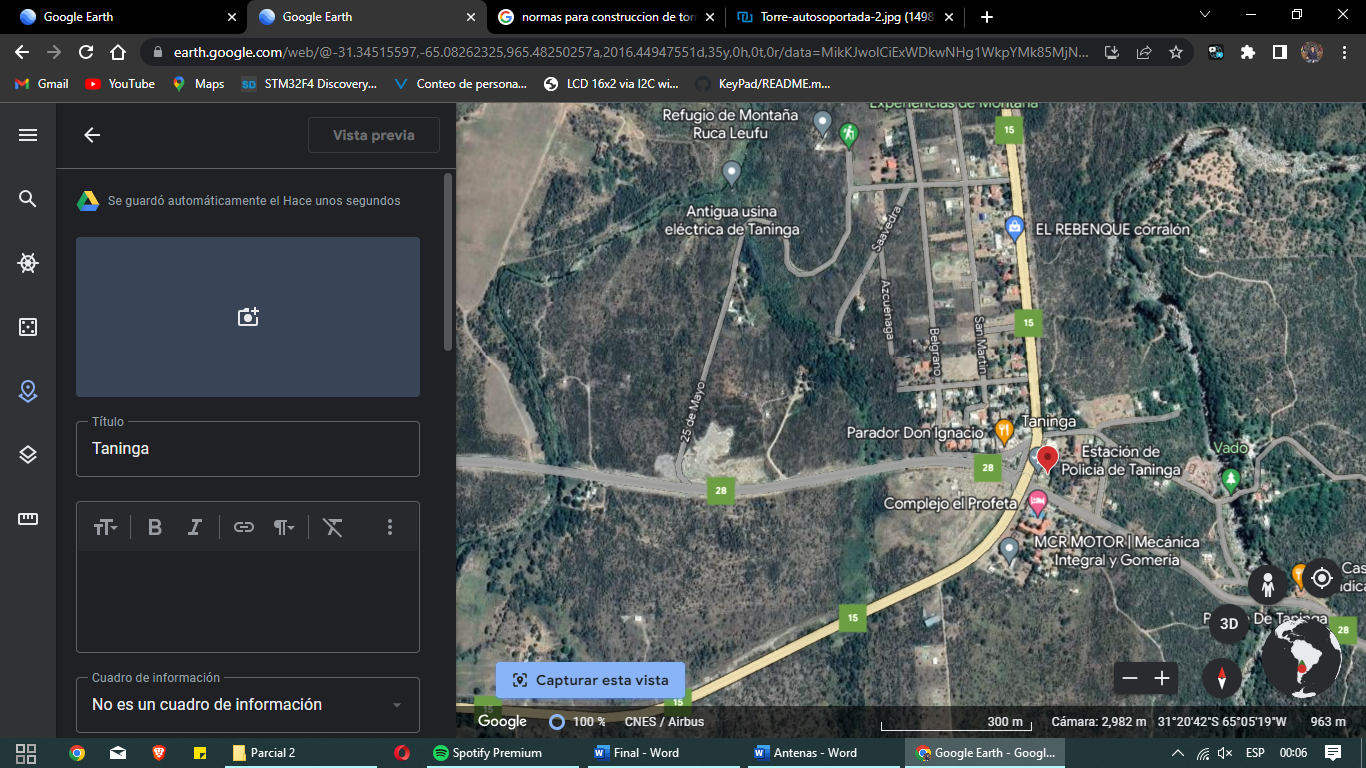 Google Earth
Google Earth
normas para construccion de tor
Torre-autosoportada-2.jpg (1498
earth.google.com/web/@-31.34515597,-65.08262325,965.48250257a,2016.44947551d,35y,0h,0t,0r/data=MikKJwolCiExWDkwNHg1WkpYMk85MjN...
Gmail
YouTube
Maps
SD
STM32F4 Discovery...
Conteo de persona...
LCD 16x2 via I2C wi...
KeyPad/README.m...
Vista previa
Se guardó automáticamente el Hace unos segundos
Título
Taninga
B
I
Cuadro de información
No es un cuadro de información
Experiencias de Montaña
Refugio de Montaña
Ruca Leufu
15
Antigua usina
eléctrica de Taninga
Saavedra
EL REBENQUE corralón
Azcuenaga
Belgrano
San Martín
15
25 de Mayo
Parador Don Ignacio
Taninga
Estación de
Policía de Taninga
Vado
28
28
Complejo el Profeta
MCR MOTOR | Mecánica
Integral y Gomería
15
28
15
15
3D
Capturar esta vista
Google
100 %
CNES / Airbus
300 m
Cámara: 2,982 m
31°20'42"S 65°05'19"W
963 m
Parcial 2
Spotify Premium
Final - Word
Antenas - Word
Google Earth - Googl...
ESP
00:06